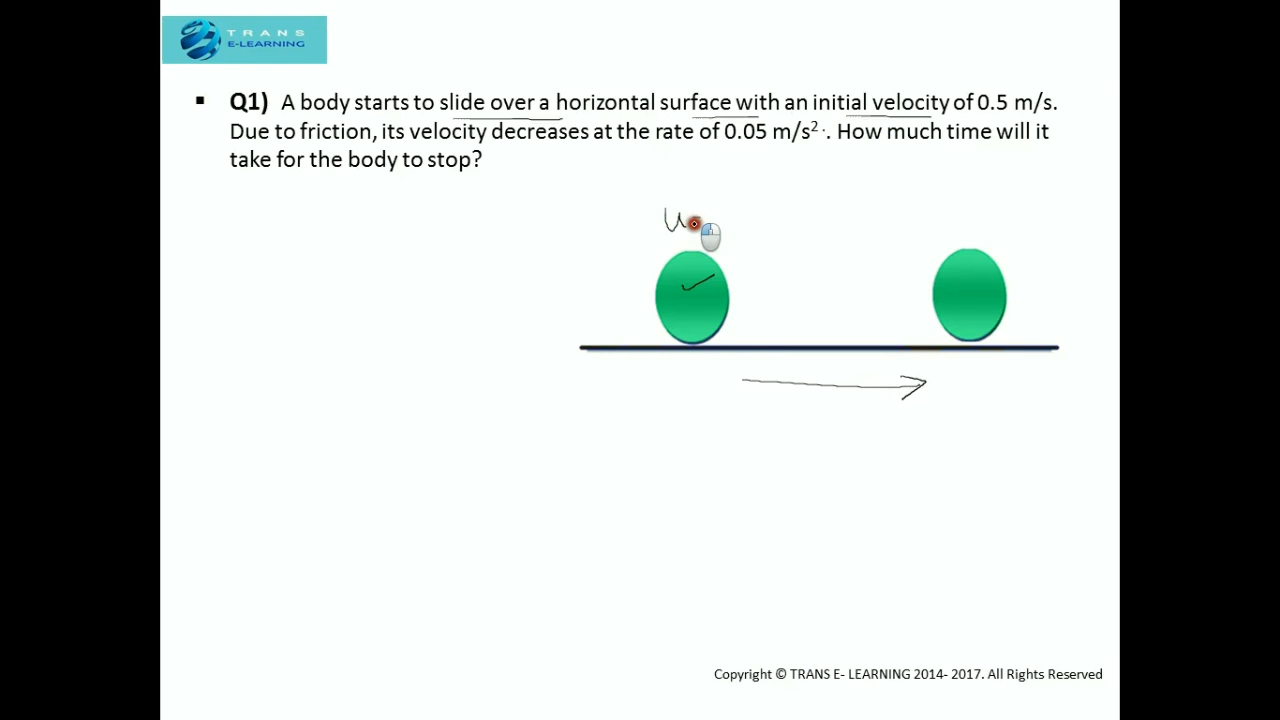 TRANS
E-LEARNING
▪ Q1) A body starts to slide over a horizontal surface with an initial velocity of 0.5 m/s.
Due to friction, its velocity decreases at the rate of 0.05 m/s². How much time will it
take for the body to stop?
u
Copyright © TRANS E- LEARNING 2014- 2017. All Rights Reserved